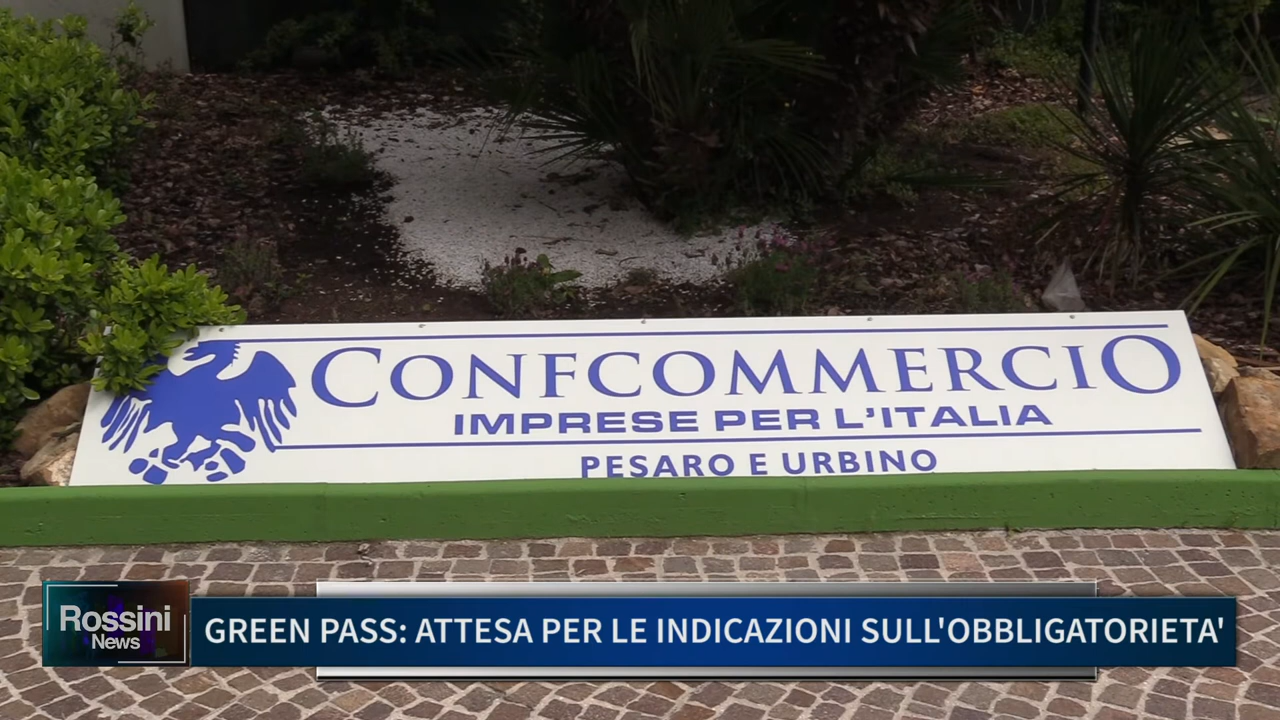 CONFCOMMERCIO
IMPRESE PER L'ITALIA
PESARO E URBINO
Rossini
News
GREEN PASS: ATTESA PER LE INDICAZIONI SULL'OBBLIGATORIETA'